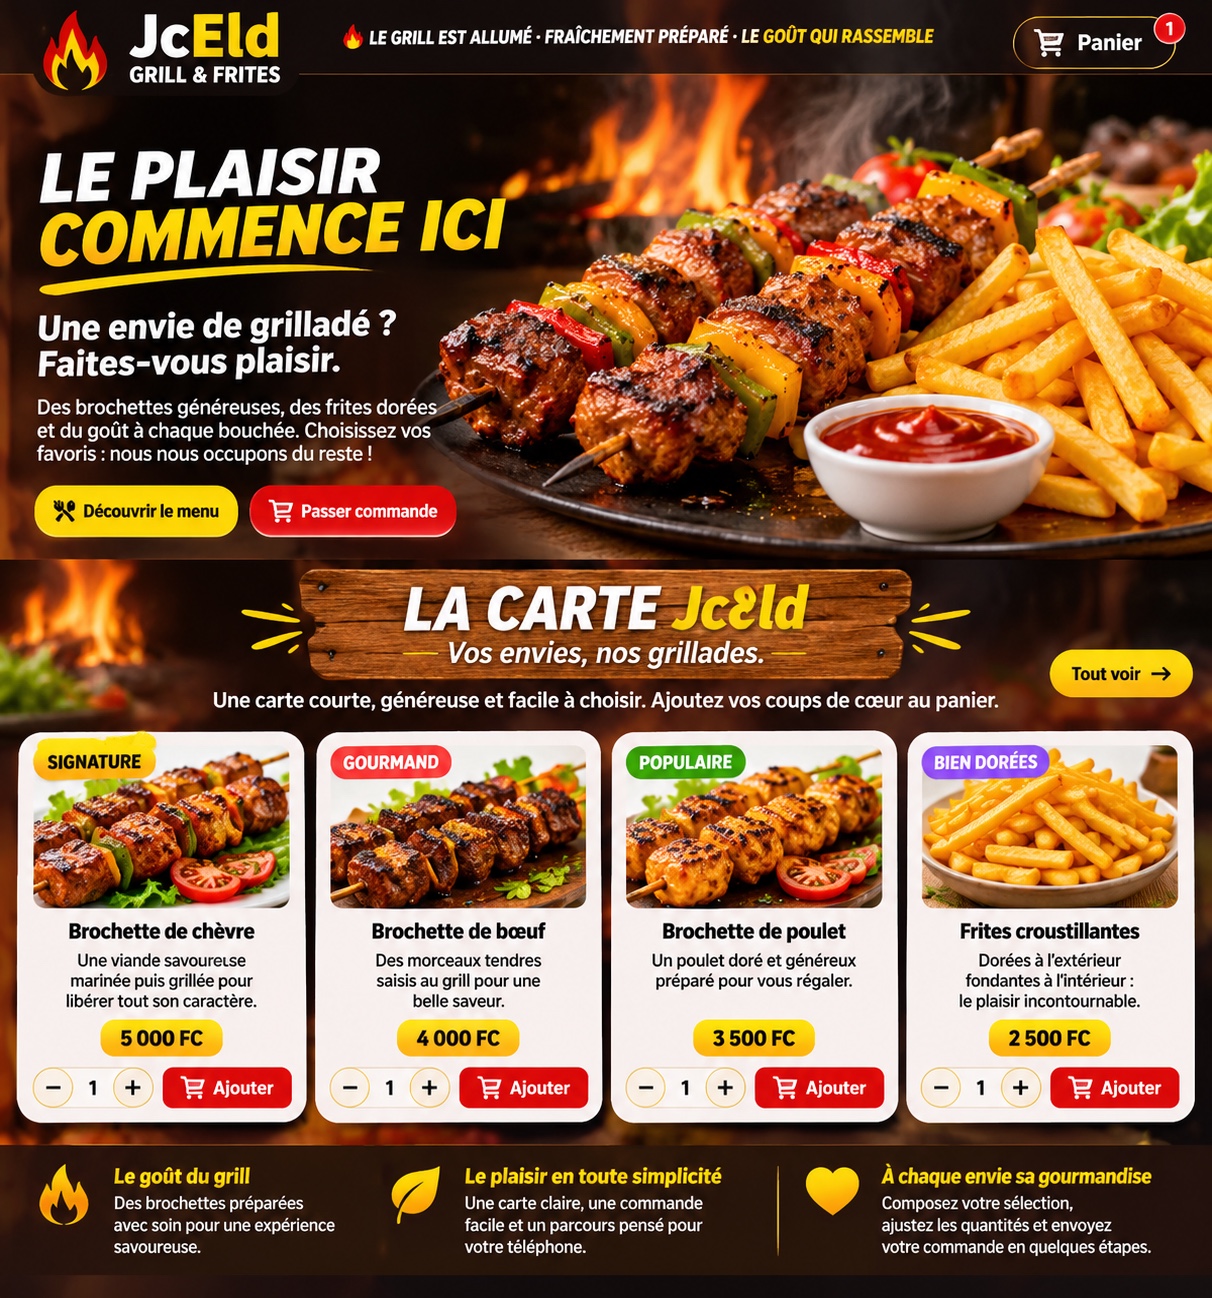 JcEld
GRILL & FRITES
LE GRILL EST ALLUMÉ · FRAÎCHEMENT PRÉPARÉ · LE GOÛT QUI RASSEMBLE
Panier
1
LE PLAISIR
COMMENCE ICI
Une envie de grilladé ?
Faites-vous plaisir.
Des brochettes généreuses, des frites dorées
et du goût à chaque bouchée. Choisissez vos
favoris : nous nous occupons du reste !
Découvrir le menu
Passer commande
LA CARTE JcEld
Vos envies, nos grillades.
Tout voir →
Une carte courte, généreuse et facile à choisir. Ajoutez vos coups de cœur au panier.
SIGNATURE
Brochette de chèvre
Une viande savoureuse
marinée puis grillée pour
libérer tout son caractère.
5 000 FC
− 1 +
Ajouter
GOURMAND
Brochette de bœuf
Des morceaux tendres
saisis au grill pour une
belle saveur.
4 000 FC
− 1 +
Ajouter
POPULAIRE
Brochette de poulet
Un poulet doré et généreux
préparé pour vous régaler.
3 500 FC
− 1 +
Ajouter
BIEN DORÉES
Frites croustillantes
Dorées à l'extérieur
fondantes à l'intérieur :
le plaisir incontournable.
2 500 FC
− 1 +
Ajouter
Le goût du grill
Des brochettes préparées
avec soin pour une expérience
savoureuse.
Le plaisir en toute simplicité
Une carte claire, une commande
facile et un parcours pensé pour
votre téléphone.
À chaque envie sa gourmandise
Composez votre sélection,
ajustez les quantités et envoyez
votre commande en quelques étapes.